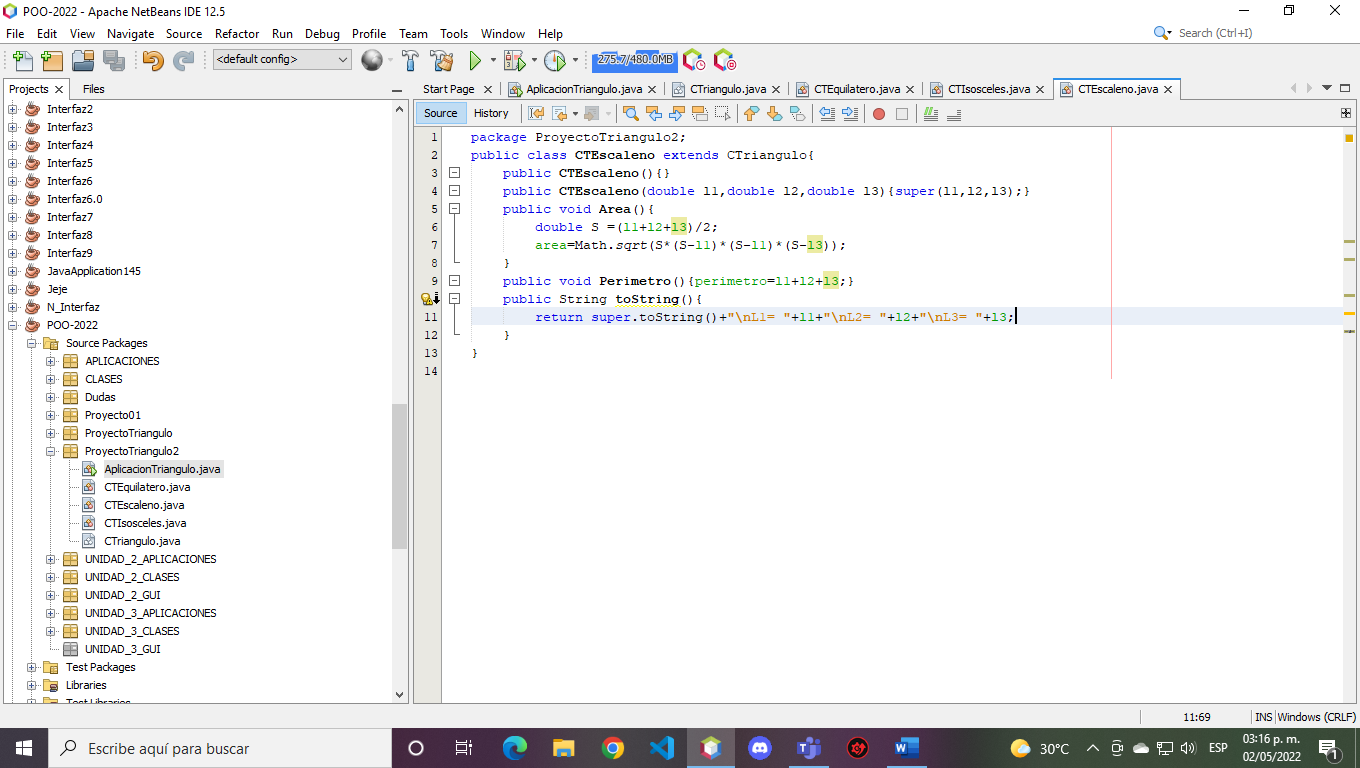 POO-2022 - Apache NetBeans IDE 12.5
File Edit View Navigate Source Refactor Run Debug Profile Team Tools Window Help
Search (Ctrl+I)
<default config>
275.7/480.0MB
Projects Files
Start Page AplicacionTriangulo.java CTriangulo.java CTEquilatero.java CTIsosceles.java CTEscaleno.java
Source History
Interfaz2
Interfaz3
Interfaz4
Interfaz5
Interfaz6
Interfaz6.0
Interfaz7
Interfaz8
Interfaz9
JavaApplication145
Jeje
N_Interfaz
POO-2022
Source Packages
APLICACIONES
CLASES
Dudas
Proyecto01
ProyectoTriangulo
ProyectoTriangulo2
AplicacionTriangulo.java
CTEquilatero.java
CTEscaleno.java
CTIsosceles.java
CTriangulo.java
UNIDAD_2_APLICACIONES
UNIDAD_2_CLASES
UNIDAD_2_GUI
UNIDAD_3_APLICACIONES
UNIDAD_3_CLASES
UNIDAD_3_GUI
Test Packages
Libraries
Test Libraries
1 package ProyectoTriangulo2;
2 public class CTEscaleno extends CTriangulo{
3 public CTEscaleno(){}
4 public CTEscaleno(double l1,double l2,double l3){super(l1,l2,l3);}
5 public void Area(){
6 double S =(l1+l2+l3)/2;
7 area=Math.sqrt(S*(S-l1)*(S-l1)*(S-l3));
8 }
9 public void Perimetro(){perimetro=l1+l2+l3;}
public String toString(){
11 return super.toString()+"\nL1= "+l1+"\nL2= "+l2+"\nL3= "+l3;
12 }
13 }
14
11:69 INS Windows (CRLF)
Escribe aquí para buscar
30°C
ESP
03:16 p. m.
02/05/2022
1